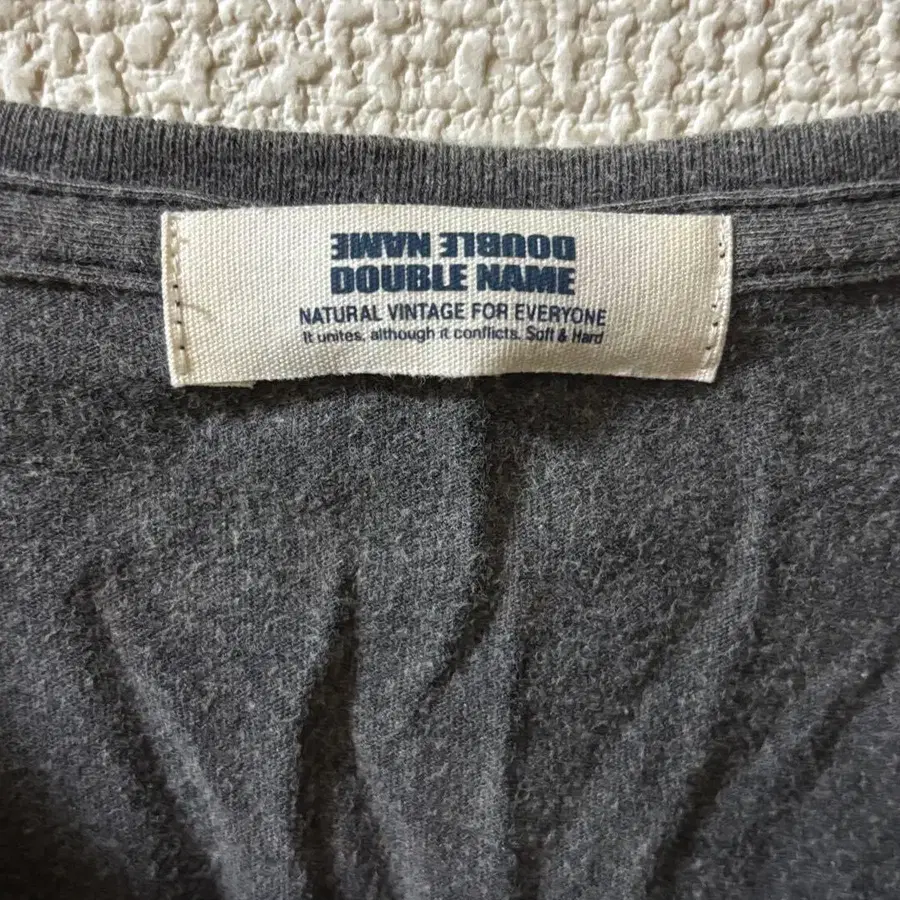 DOUBLE NAME
DOUBLE NAME
NATURAL VINTAGE FOR EVERYONE
It unites, although it conflicts. Soft & Hard